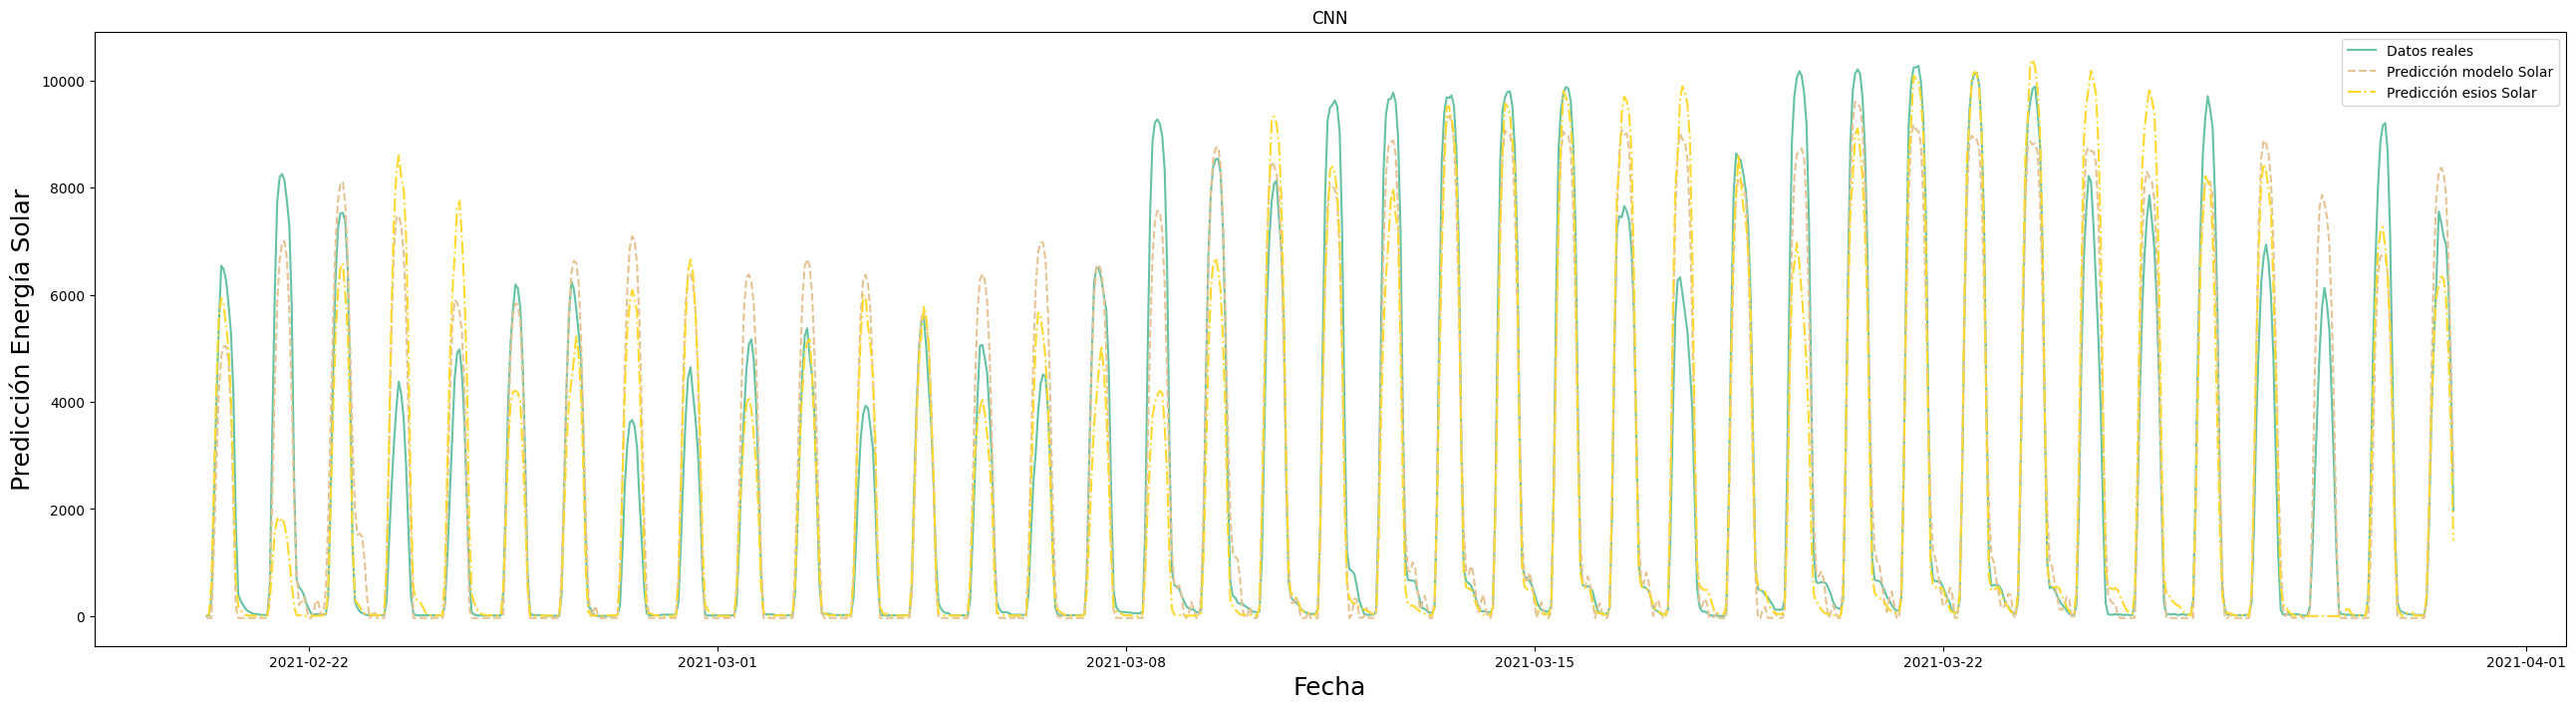 CNN
Datos reales
Predicción modelo Solar
Predicción esios Solar
Predicción Energía Solar
10000
8000
6000
4000
2000
0
2021-02-22
2021-03-01
2021-03-08
2021-03-15
2021-03-22
2021-04-01
Fecha